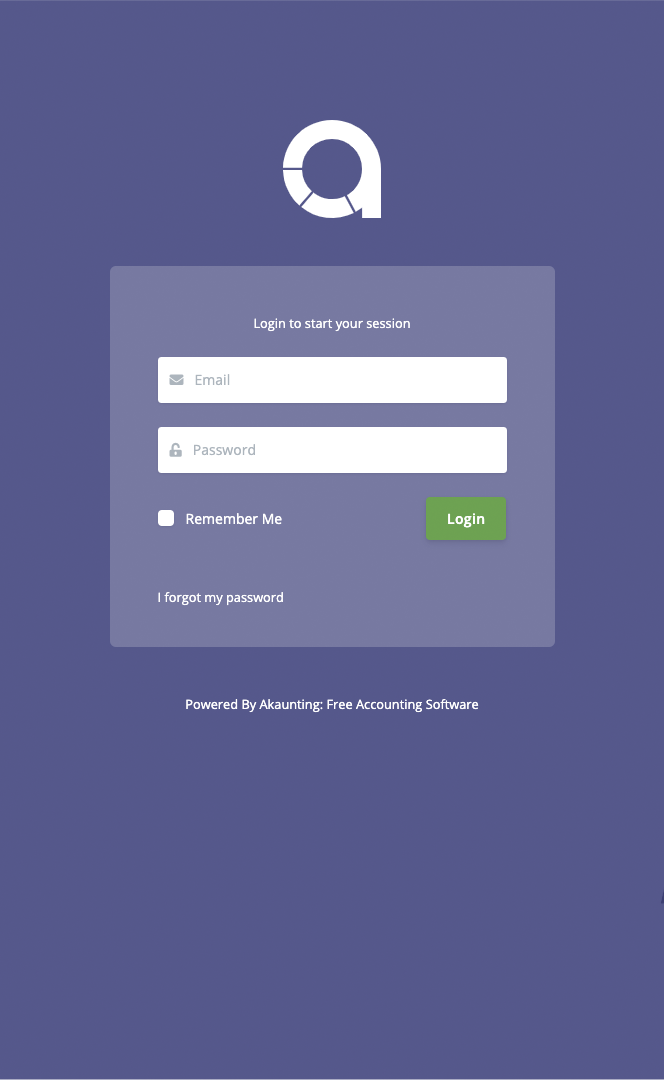 Login to start your session
Email
Password
Remember Me
Login
I forgot my password
Powered By Akaunting: Free Accounting Software